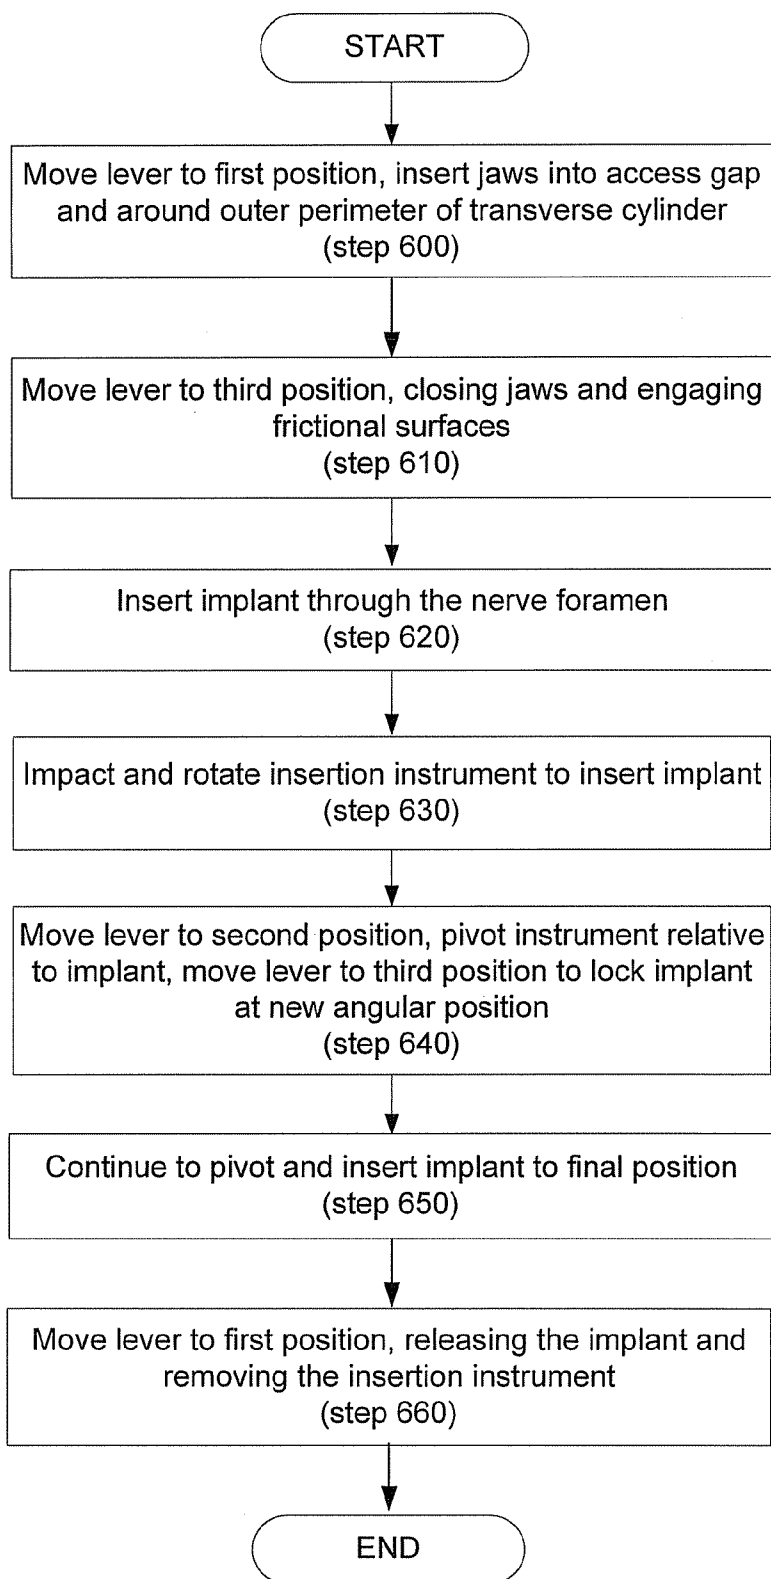 START
Move lever to first position, insert jaws into access gap
and around outer perimeter of transverse cylinder
(step 600)
Move lever to third position, closing jaws and engaging
frictional surfaces
(step 610)
Insert implant through the nerve foramen
(step 620)
Impact and rotate insertion instrument to insert implant
(step 630)
Move lever to second position, pivot instrument relative
to implant, move lever to third position to lock implant
at new angular position
(step 640)
Continue to pivot and insert implant to final position
(step 650)
Move lever to first position, releasing the implant and
removing the insertion instrument
(step 660)
END